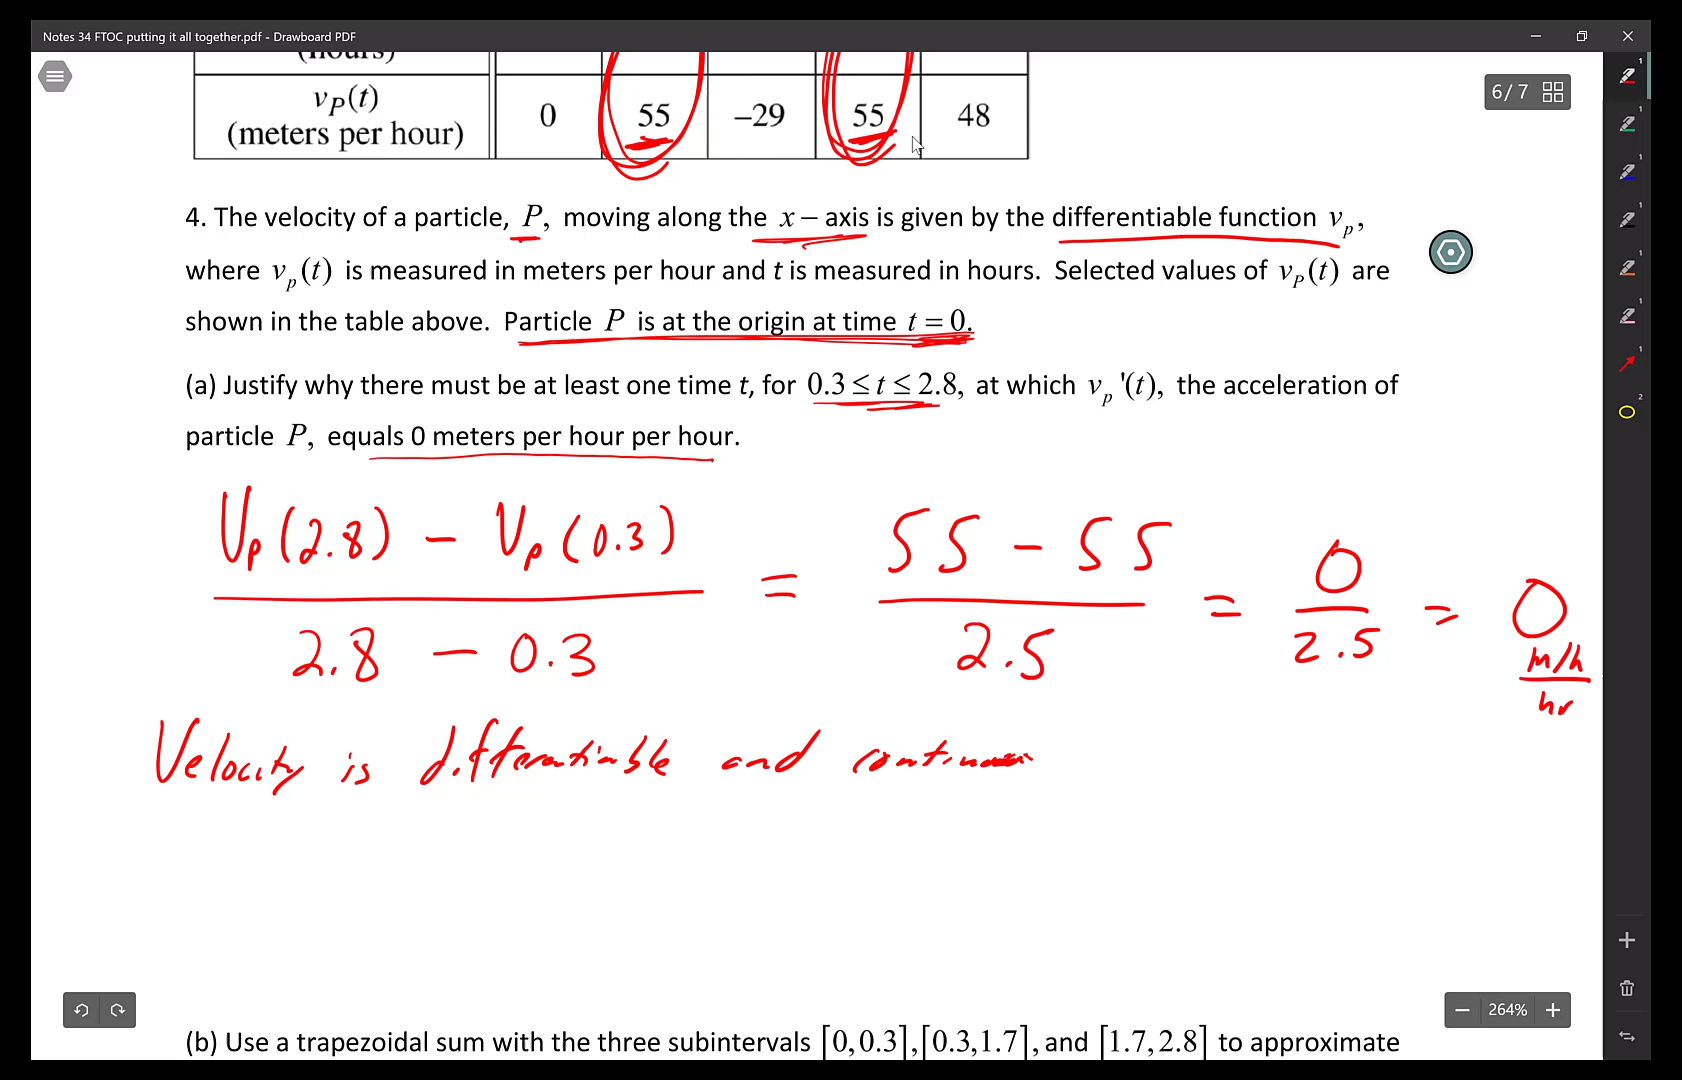 Notes 34 FTOC putting it all together.pdf - Drawboard PDF
(hours)
6/7
v_P(t)
(meters per hour) 0 55 –29 55 48
4. The velocity of a particle, P, moving along the x – axis is given by the differentiable function v_p,
where v_p(t) is measured in meters per hour and t is measured in hours. Selected values of v_P(t) are
shown in the table above. Particle P is at the origin at time t = 0.
(a) Justify why there must be at least one time t, for 0.3 ≤ t ≤ 2.8, at which v_p'(t), the acceleration of
particle P, equals 0 meters per hour per hour.
V_p(2.8) – V_p(0.3) / 2.8 – 0.3 = 55 – 55 / 2.5 = 0 / 2.5 = 0 m/h / hr
Velocity is differentiable and continuous
264%
(b) Use a trapezoidal sum with the three subintervals [0,0.3],[0.3,1.7], and [1.7,2.8] to approximate